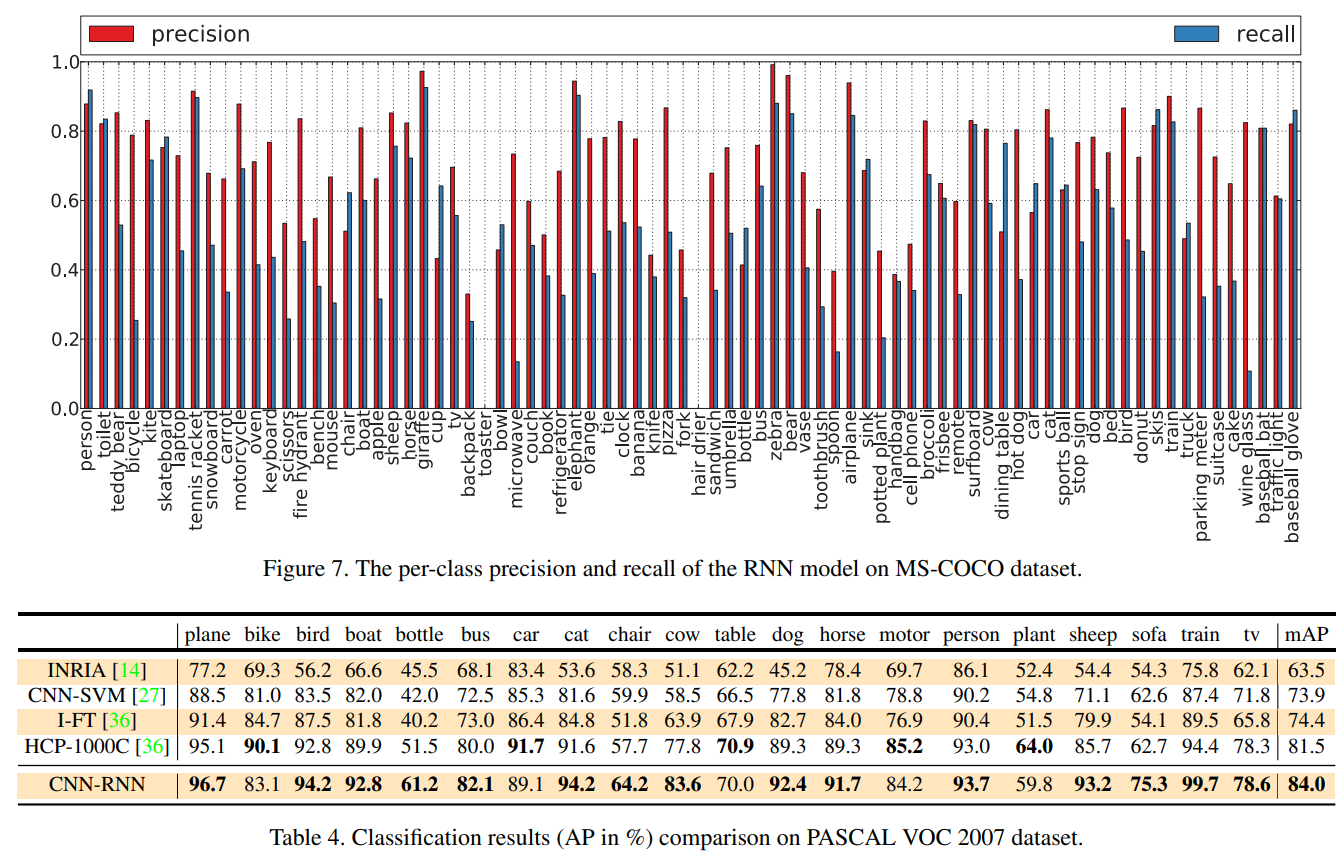 precision recall
1.0
0.8
0.6
0.4
0.2
0.0
person toilet teddy bear bicycle kite skateboard laptop tennis racket snowboard carrot motorcycle oven keyboard scissors fire hydrant bench mouse chair boat apple sheep horse giraffe cup tv backpack toaster bowl microwave couch book refrigerator elephant orange tie clock banana knife pizza fork hair drier sandwich umbrella bottle bus zebra bear vase toothbrush spoon airplane sink potted plant handbag cell phone broccoli frisbee remote surfboard cow dining table hot dog car cat sports ball stop sign dog bed bird donut skis train truck parking meter suitcase cake wine glass baseball bat traffic light baseball glove
Figure 7. The per-class precision and recall of the RNN model on MS-COCO dataset.
plane bike bird boat bottle bus car cat chair cow table dog horse motor person plant sheep sofa train tv mAP
INRIA [14] 77.2 69.3 56.2 66.6 45.5 68.1 83.4 53.6 58.3 51.1 62.2 45.2 78.4 69.7 86.1 52.4 54.4 54.3 75.8 62.1 63.5
CNN-SVM [27] 88.5 81.0 83.5 82.0 42.0 72.5 85.3 81.6 59.9 58.5 66.5 77.8 81.8 78.8 90.2 54.8 71.1 62.6 87.4 71.8 73.9
I-FT [36] 91.4 84.7 87.5 81.8 40.2 73.0 86.4 84.8 51.8 63.9 67.9 82.7 84.0 76.9 90.4 51.5 79.9 54.1 89.5 65.8 74.4
HCP-1000C [36] 95.1 90.1 92.8 89.9 51.5 80.0 91.7 91.6 57.7 77.8 70.9 89.3 89.3 85.2 93.0 64.0 85.7 62.7 94.4 78.3 81.5
CNN-RNN 96.7 83.1 94.2 92.8 61.2 82.1 89.1 94.2 64.2 83.6 70.0 92.4 91.7 84.2 93.7 59.8 93.2 75.3 99.7 78.6 84.0
Table 4. Classification results (AP in %) comparison on PASCAL VOC 2007 dataset.